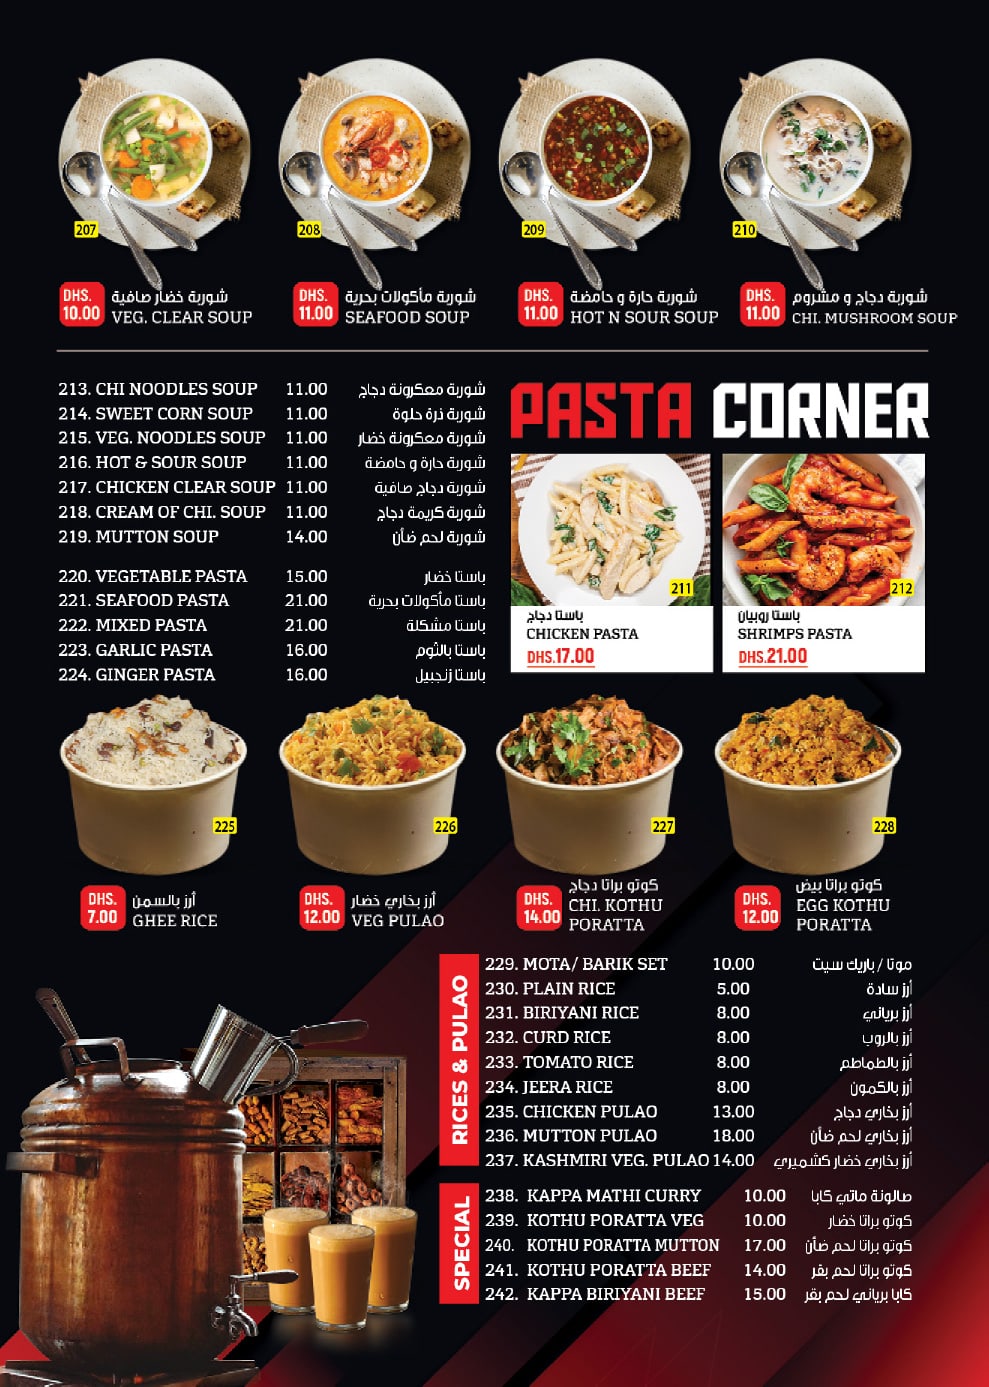 207
208
209
210
DHS. 10.00
شوربة خضار صافية
VEG. CLEAR SOUP
DHS. 11.00
شوربة مأكولات بحرية
SEAFOOD SOUP
DHS. 11.00
شوربة حارة و حامضة
HOT N SOUR SOUP
DHS. 11.00
شوربة دجاج و مشروم
CHI. MUSHROOM SOUP
213. CHI NOODLES SOUP 11.00 شوربة معكرونة دجاج
214. SWEET CORN SOUP 11.00 شوربة ذرة حلوة
215. VEG. NOODLES SOUP 11.00 شوربة معكرونة خضار
216. HOT & SOUR SOUP 11.00 شوربة حارة و حامضة
217. CHICKEN CLEAR SOUP 11.00 شوربة دجاج صافية
218. CREAM OF CHI. SOUP 11.00 شوربة كريمة دجاج
219. MUTTON SOUP 14.00 شوربة لحم ضأن
220. VEGETABLE PASTA 15.00 باستا خضار
221. SEAFOOD PASTA 21.00 باستا مأكولات بحرية
222. MIXED PASTA 21.00 باستا مشكلة
223. GARLIC PASTA 16.00 باستا بالثوم
224. GINGER PASTA 16.00 باستا زنجبيل
PASTA CORNER
211
باستا دجاج
CHICKEN PASTA
DHS.17.00
212
باستا روبيان
SHRIMPS PASTA
DHS.21.00
225
226
227
228
DHS. 7.00
أرز بالسمن
GHEE RICE
DHS. 12.00
أرز بخاري خضار
VEG PULAO
DHS. 14.00
كوتو براتا دجاج
CHI. KOTHU
PORATTA
DHS. 12.00
كوتو براتا بيض
EGG KOTHU
PORATTA
RICES & PULAO
229. MOTA/ BARIK SET 10.00 موتا / باريك سيت
230. PLAIN RICE 5.00 أرز سادة
231. BIRIYANI RICE 8.00 أرز برياني
232. CURD RICE 8.00 أرز بالروب
233. TOMATO RICE 8.00 أرز بالطماطم
234. JEERA RICE 8.00 أرز بالكمون
235. CHICKEN PULAO 13.00 أرز بخاري دجاج
236. MUTTON PULAO 18.00 أرز بخاري لحم ضأن
237. KASHMIRI VEG. PULAO 14.00 أرز بخاري خضار كشميري
SPECIAL
238. KAPPA MATHI CURRY 10.00 صالونة ماتي كابا
239. KOTHU PORATTA VEG 10.00 كوتو براتا خضار
240. KOTHU PORATTA MUTTON 17.00 كوتو براتا لحم ضأن
241. KOTHU PORATTA BEEF 14.00 كوتو براتا لحم بقر
242. KAPPA BIRIYANI BEEF 15.00 كابا برياني لحم بقر